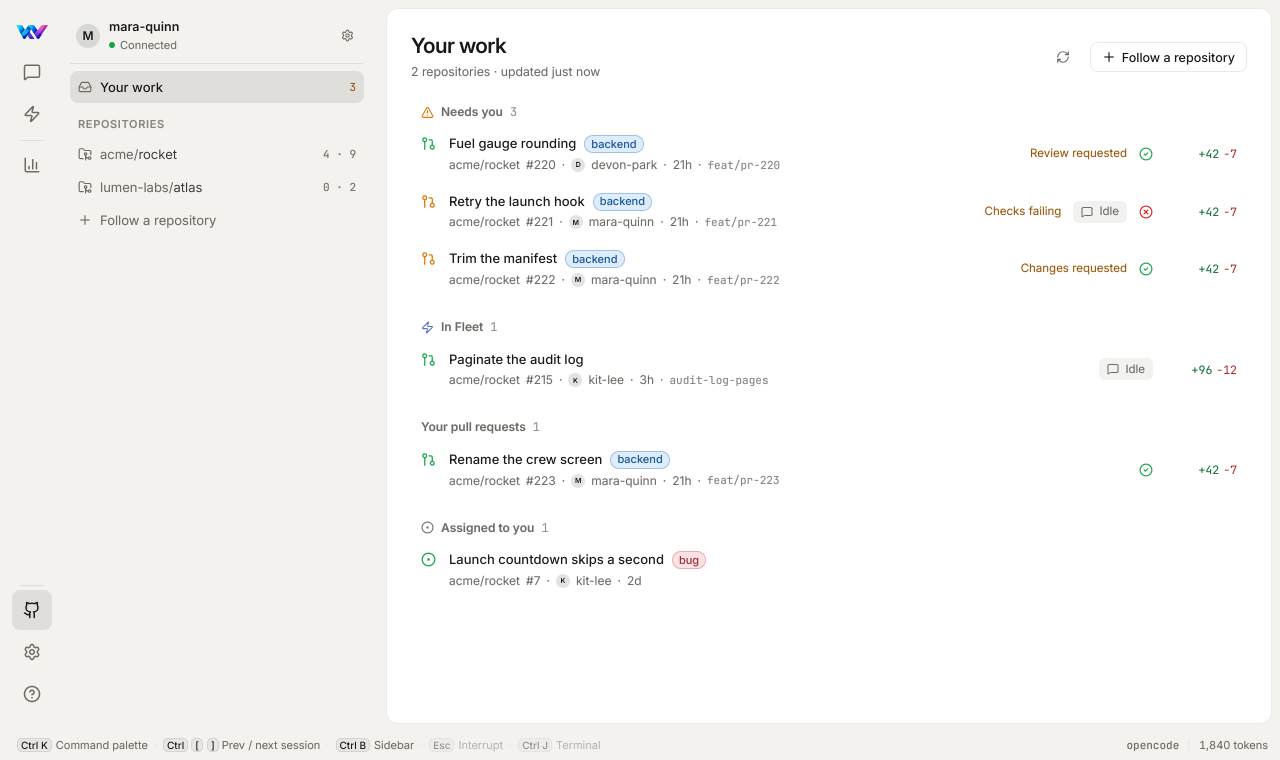 M
mara-quinn
Connected
Your work 3
REPOSITORIES
acme/rocket 4 · 9
lumen-labs/atlas 0 · 2
Follow a repository
Your work
2 repositories · updated just now
Follow a repository
Needs you 3
Fuel gauge rounding backend
acme/rocket #220 · D devon-park · 21h · feat/pr-220
Review requested +42 -7
Retry the launch hook backend
acme/rocket #221 · M mara-quinn · 21h · feat/pr-221
Checks failing Idle +42 -7
Trim the manifest backend
acme/rocket #222 · M mara-quinn · 21h · feat/pr-222
Changes requested +42 -7
In Fleet 1
Paginate the audit log
acme/rocket #215 · K kit-lee · 3h · audit-log-pages
Idle +96 -12
Your pull requests 1
Rename the crew screen backend
acme/rocket #223 · M mara-quinn · 21h · feat/pr-223
+42 -7
Assigned to you 1
Launch countdown skips a second bug
acme/rocket #7 · K kit-lee · 2d
Ctrl K Command palette · Ctrl [ ] Prev / next session · Ctrl B Sidebar · Esc Interrupt · Ctrl J Terminal
opencode 1,840 tokens